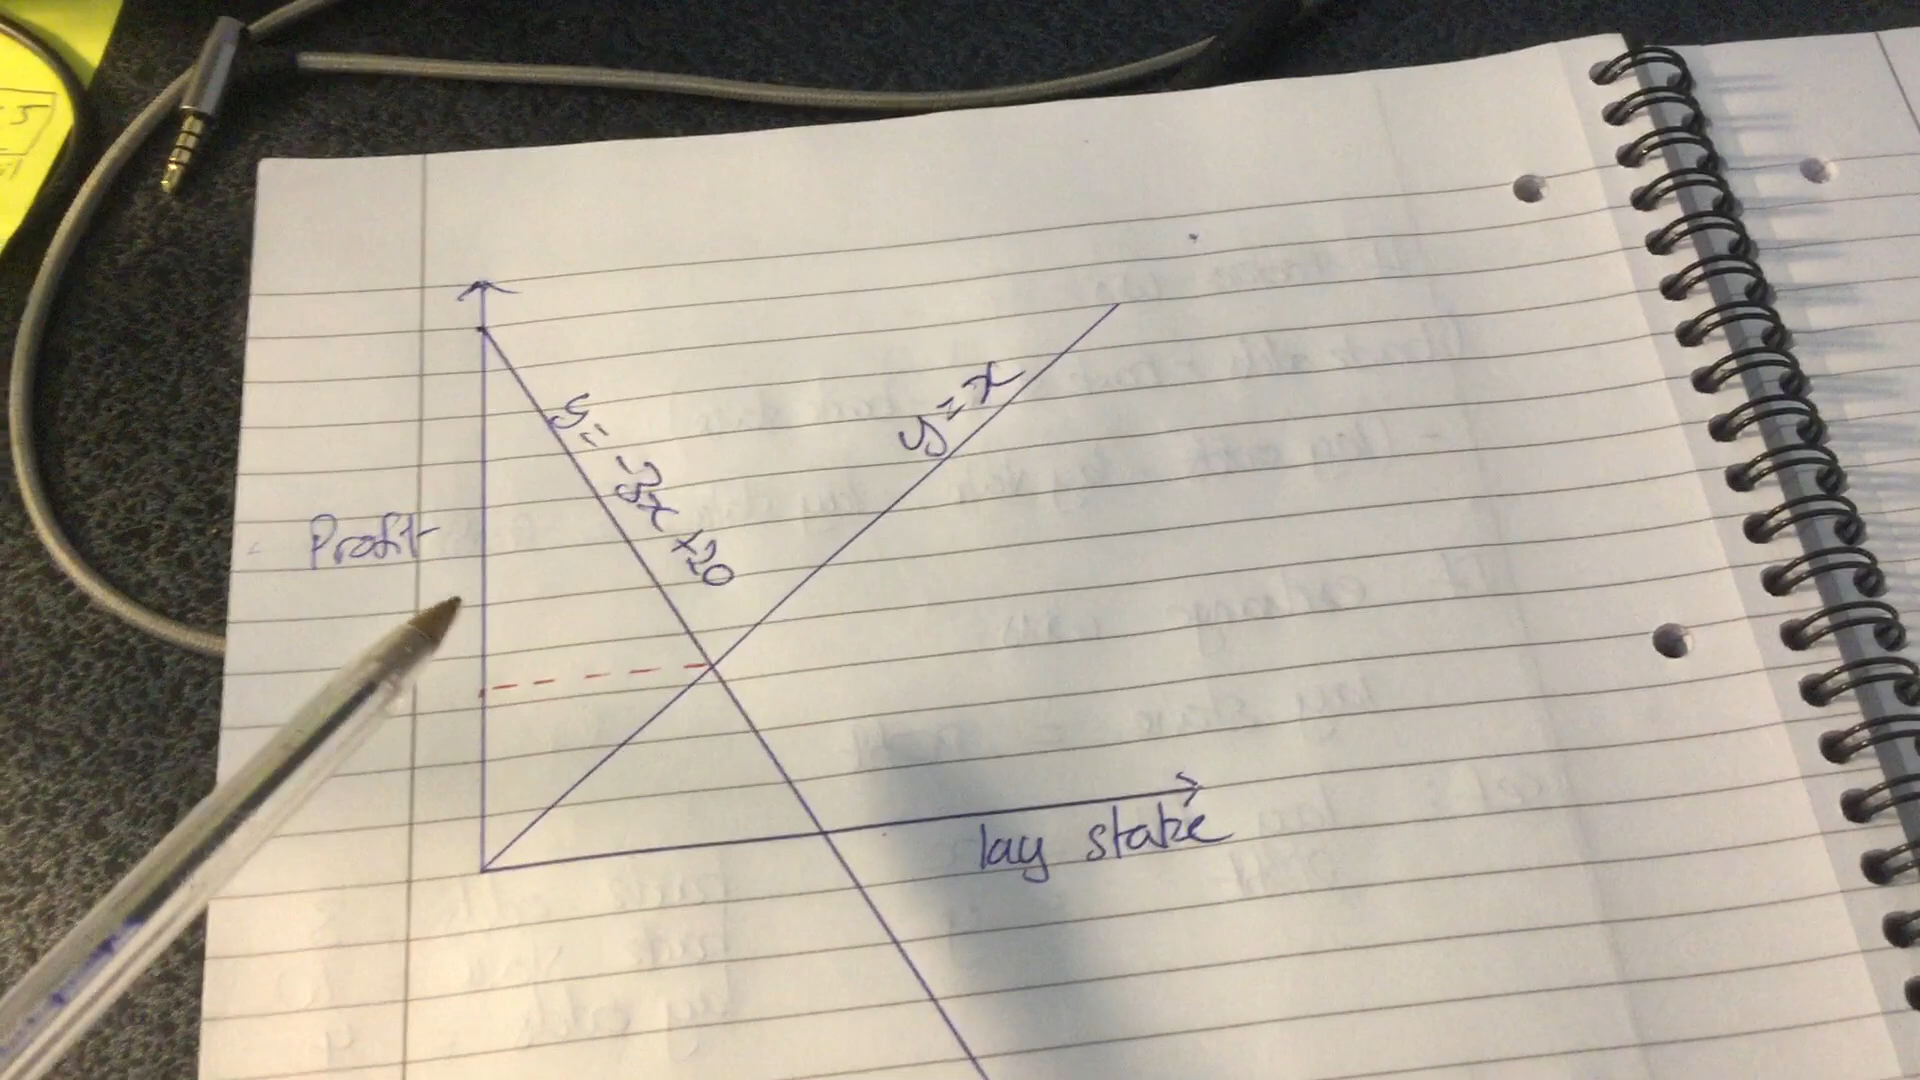 Profit
y = -3x + 20
y = x
lay stake